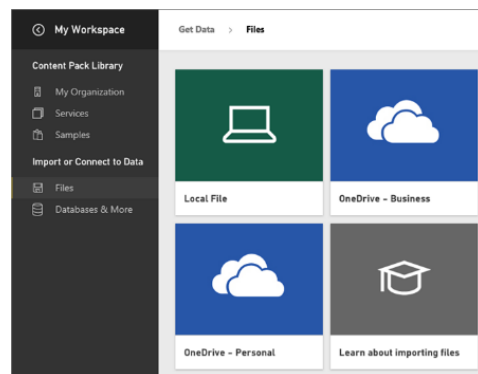 My Workspace
Get Data > Files
Content Pack Library
My Organization
Services
Samples
Import or Connect to Data
Files
Databases & More
Local File
OneDrive – Business
OneDrive – Personal
Learn about importing files